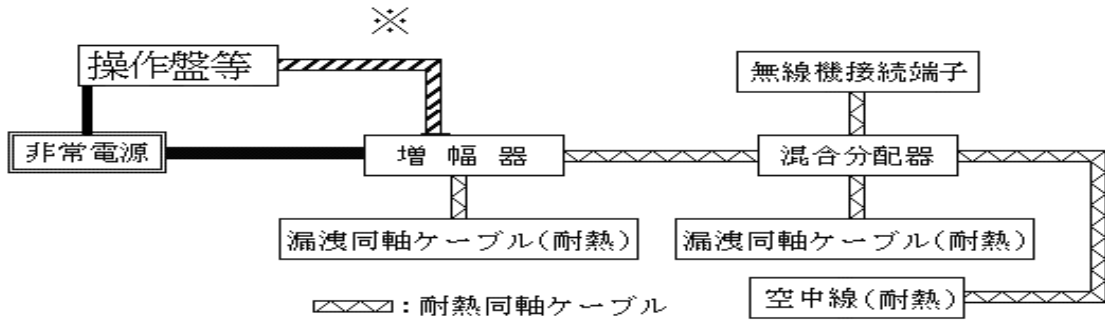 ※
操作盤等
無線機接続端子
非常電源
増幅器
混合分配器
漏洩同軸ケーブル(耐熱)
漏洩同軸ケーブル(耐熱)
空中線(耐熱)
:耐熱同軸ケーブル